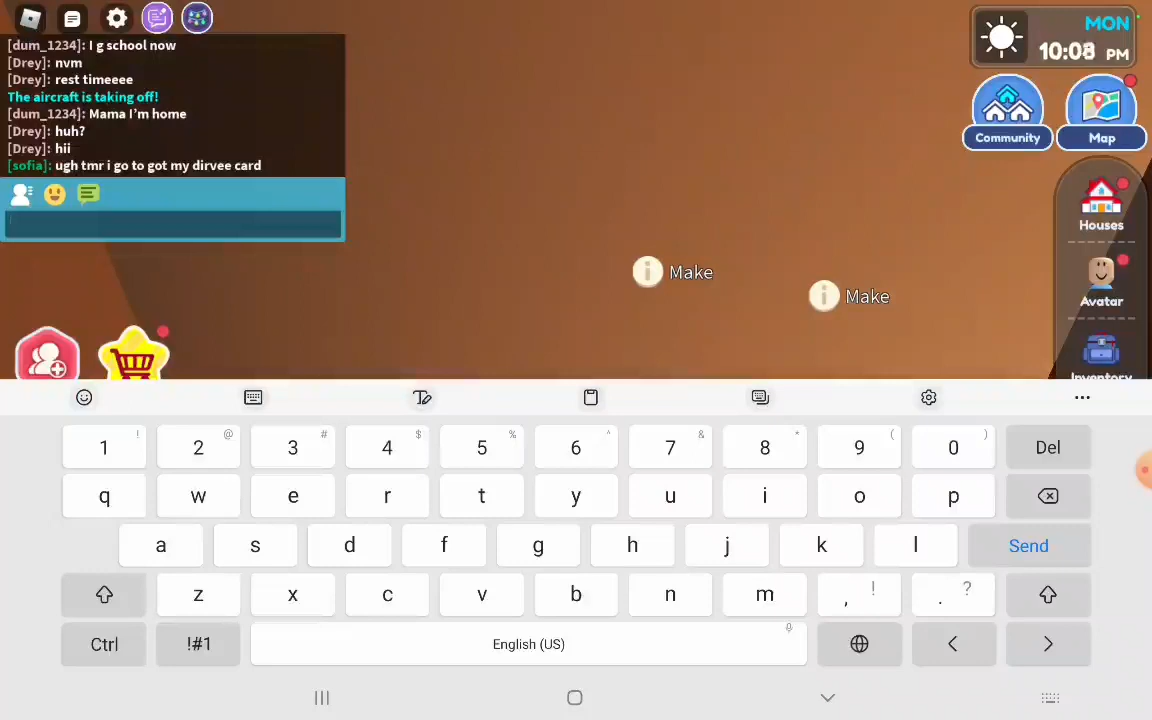 [dum_1234]: I g school now
[Drey]: nvm
[Drey]: rest timeeee
The aircraft is taking off!
[dum_1234]: Mama I'm home
[Drey]: huh?
[Drey]: hii
[sofia]: ugh tmr i go to got my dirvee card
MON
10:03 PM
Community
Map
Houses
Avatar
Inventory
Make
Make
1 ! 2 @ 3 # 4 $ 5 % 6 ^ 7 & 8 * 9 ( 0 ) Del
q w e r t y u i o p
a s d f g h j k l Send
z x c v b n m , ! . ?
Ctrl !#1 English (US) < >